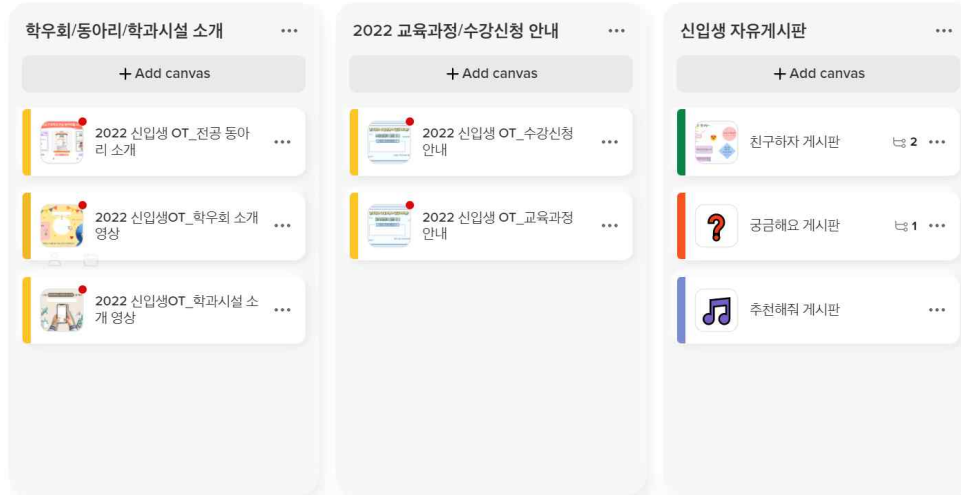 학우회/동아리/학과시설 소개
+ Add canvas
2022 신입생 OT_전공 동아
리 소개
2022 신입생OT_학우회 소개
영상
2022 신입생OT_학과시설 소
개 영상
2022 교육과정/수강신청 안내
+ Add canvas
2022 신입생 OT_수강신청
안내
2022 신입생 OT_교육과정
안내
신입생 자유게시판
+ Add canvas
친구하자 게시판
2
궁금해요 게시판
1
추천해줘 게시판